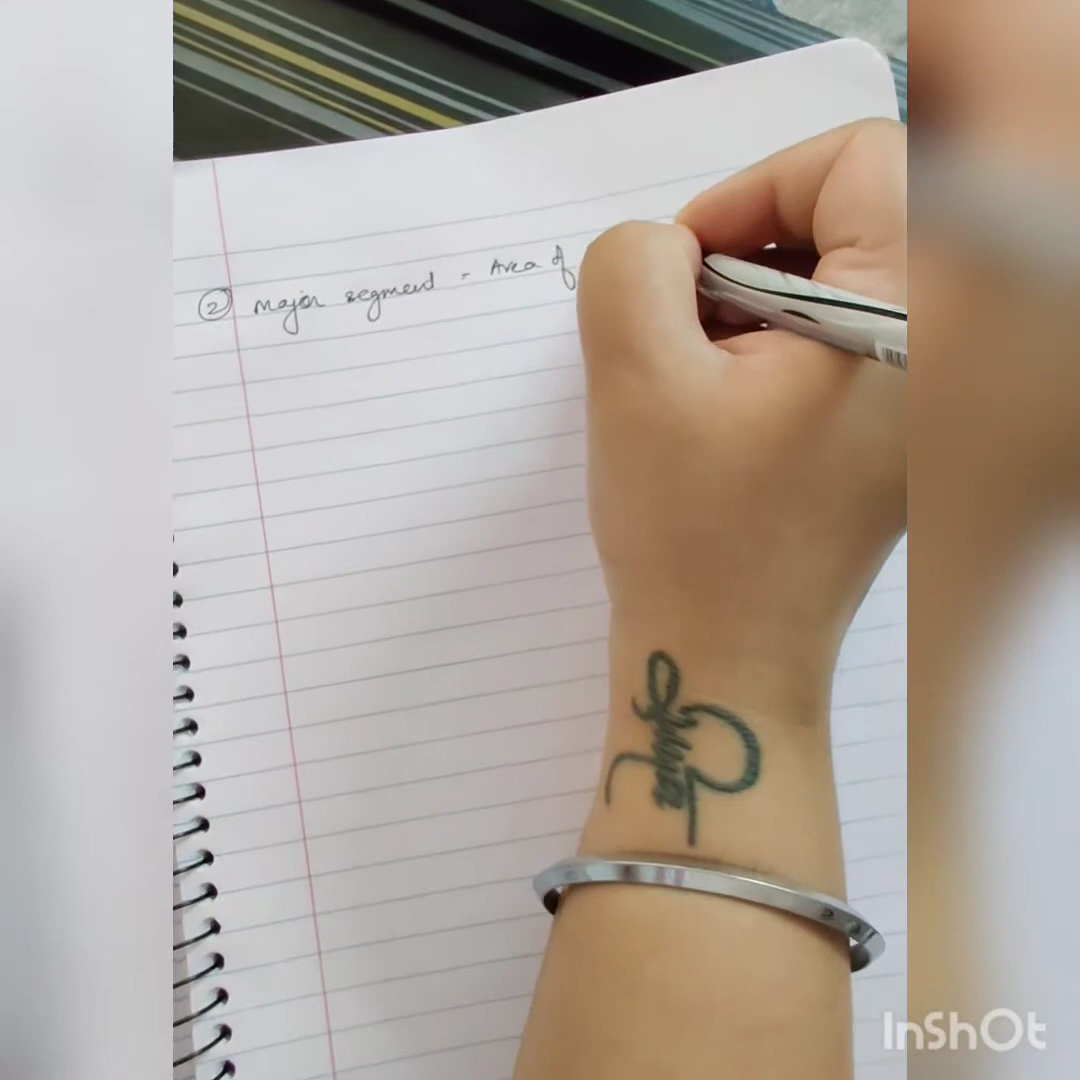 ② Major segment = Area of
InShOt